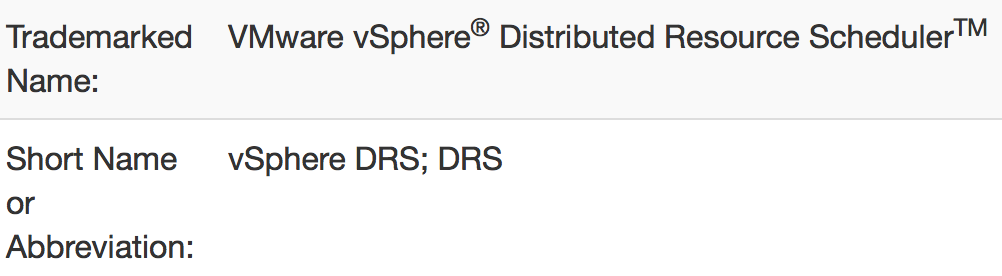 Trademarked Name: VMware vSphere® Distributed Resource Scheduler™
Short Name or Abbreviation: vSphere DRS; DRS